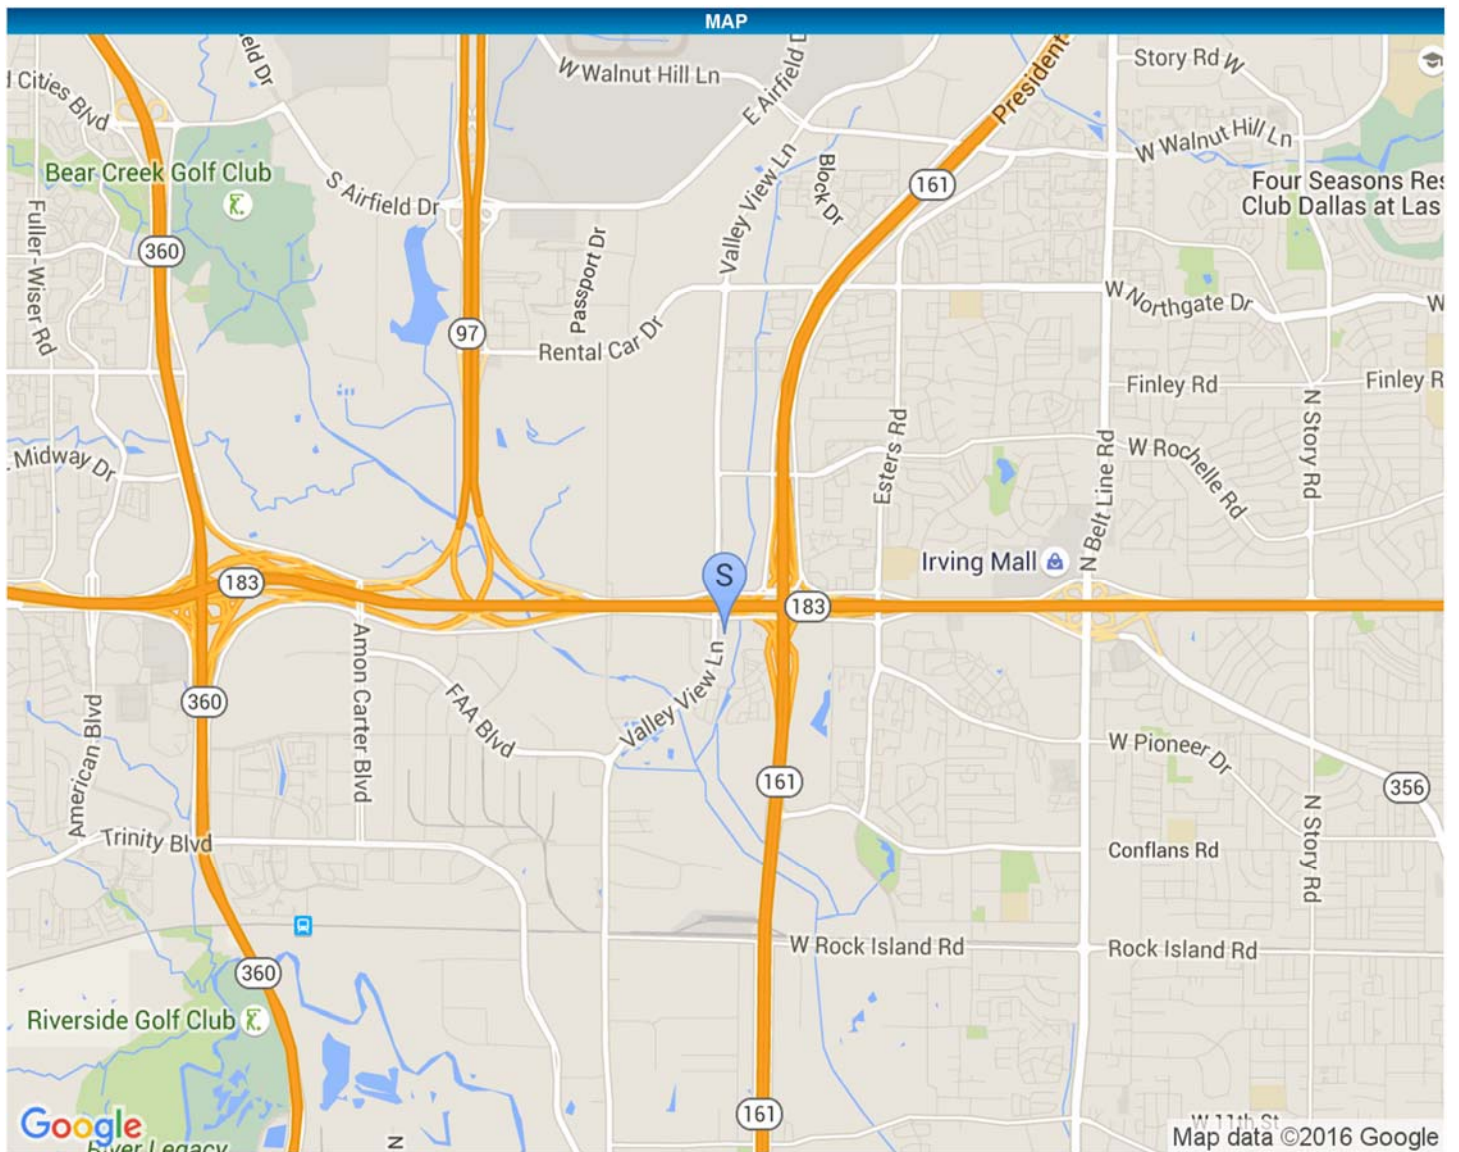 MAP
eld Dr
W Walnut Hill Ln
E Airfield D
President
Story Rd W
d Cities Blvd
W Walnut Hill Ln
Bear Creek Golf Club
S Airfield Dr
Valley View Ln
Block Dr
161
Four Seasons Res
Club Dallas at Las
Fuller-Wiser Rd
360
Passport Dr
97
Rental Car Dr
W Northgate Dr
W
Finley Rd
Finley R
N Story Rd
Midway Dr
Esters Rd
W Rochelle Rd
N Belt Line Rd
Irving Mall
183
S
183
Amon Carter Blvd
360
FAA Blvd
Valley View Ln
American Blvd
161
W Pioneer Dr
356
Trinity Blvd
Conflans Rd
N Story Rd
W Rock Island Rd
Rock Island Rd
360
Riverside Golf Club
161
W 11th St
Google
River Legacy
N
Map data ©2016 Google